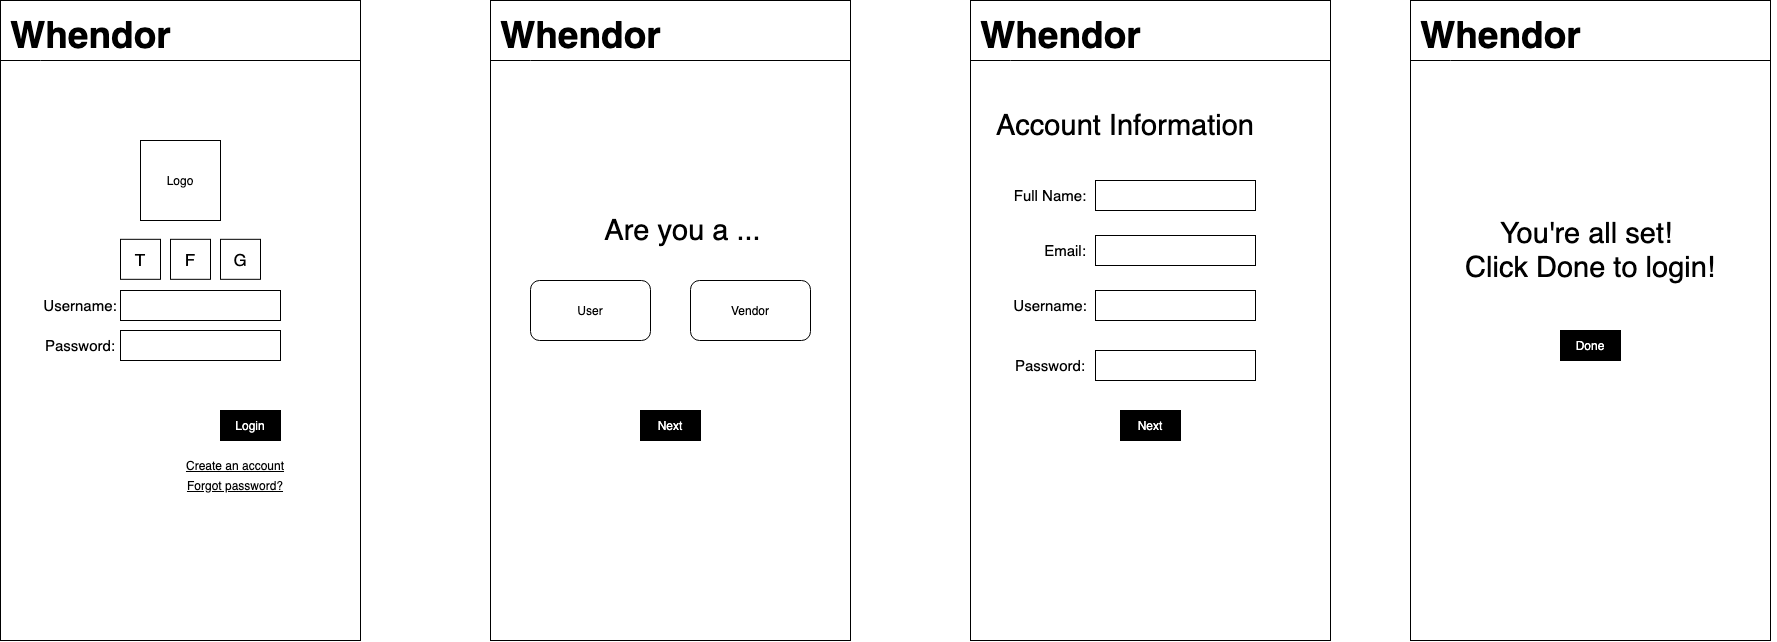 Whendor
Logo
T F G
Username:
Password:
Login
Create an account
Forgot password?
Whendor
Are you a ...
User Vendor
Next
Whendor
Account Information
Full Name:
Email:
Username:
Password:
Next
Whendor
You're all set!
Click Done to login!
Done